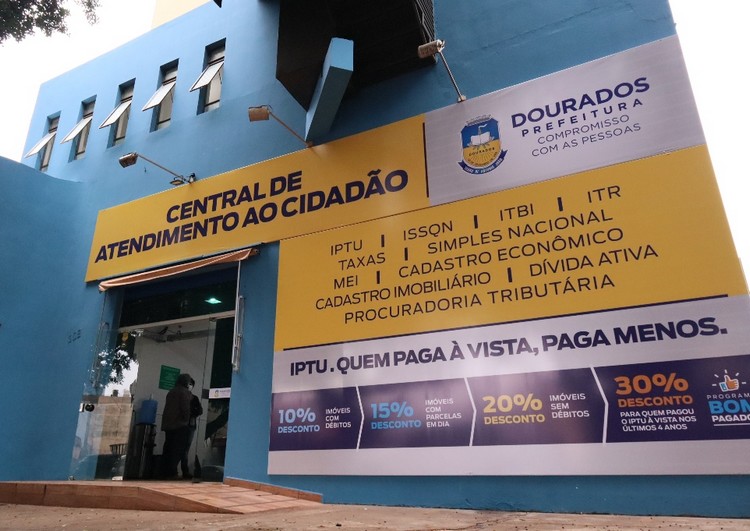 CENTRAL DE
ATENDIMENTO AO CIDADÃO
DOURADOS
DOURADOS
PREFEITURA
COMPROMISSO
COM AS PESSOAS
IPTU | ISSQN | ITBI | ITR
TAXAS | SIMPLES NACIONAL
MEI | CADASTRO ECONÔMICO
CADASTRO IMOBILIÁRIO | DÍVIDA ATIVA
PROCURADORIA TRIBUTÁRIA
IPTU. QUEM PAGA À VISTA, PAGA MENOS.
10%
DESCONTO
IMÓVEIS
COM
DÉBITOS
15%
DESCONTO
IMÓVEIS
COM
PARCELAS
EM DIA
20%
DESCONTO
IMÓVEIS
SEM
DÉBITOS
30%
DESCONTO
PARA QUEM PAGOU
O IPTU À VISTA NOS
ÚLTIMOS 4 ANOS
PROGRAMA
BOM
PAGADO